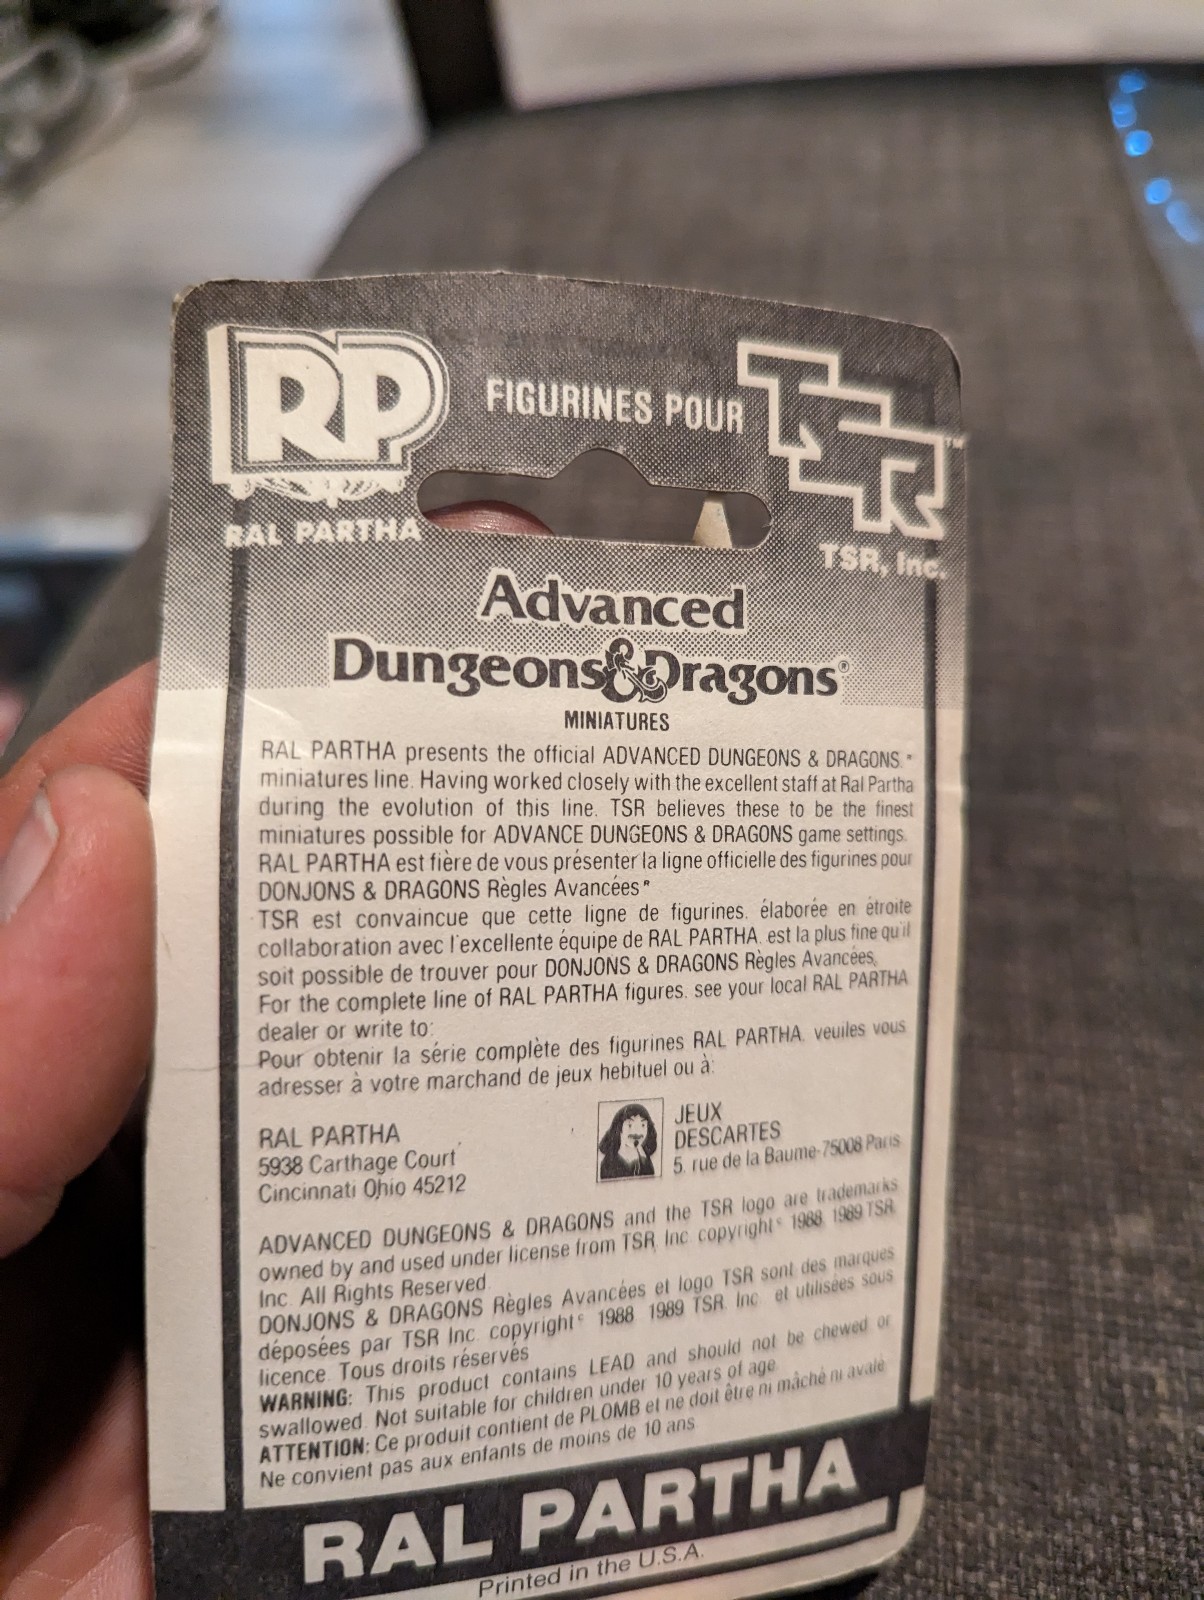 RP
RAL PARTHA
FIGURINES POUR
TSR™
TSR, Inc.
Advanced
Dungeons & Dragons®
MINIATURES
RAL PARTHA presents the official ADVANCED DUNGEONS & DRAGONS.®
miniatures line. Having worked closely with the excellent staff at Ral Partha
during the evolution of this line. TSR believes these to be the finest
miniatures possible for ADVANCE DUNGEONS & DRAGONS game settings.
RAL PARTHA est fière de vous présenter la ligne officielle des figurines pour
DONJONS & DRAGONS Règles Avancées"
TSR est convaincue que cette ligne de figurines. élaborée en étroite
collaboration avec l'excellente équipe de RAL PARTHA. est la plus fine qu'il
soit possible de trouver pour DONJONS & DRAGONS Règles Avancées,
For the complete line of RAL PARTHA figures. see your local RAL PARTHA
dealer or write to:
Pour obtenir la série complète des figurines RAL PARTHA. veuiles vous
adresser à votre marchand de jeux hebituel ou à:
RAL PARTHA
5938 Carthage Court
Cincinnati Ohio 45212
JEUX
DESCARTES
5. rue de la Baume-75008 Paris
ADVANCED DUNGEONS & DRAGONS and the TSR logo are trademarks
owned by and used under license from TSR, Inc. copyright © 1988, 1989 TSR,
Inc. All Rights Reserved.
DONJONS & DRAGONS Règles Avancées et logo TSR sont des marques
déposées par TSR Inc. copyright © 1988 1989 TSR. Inc. et utilisées sous
licence. Tous droits réservés
WARNING: This product contains LEAD and should not be chewed or
swallowed. Not suitable for children under 10 years of age.
ATTENTION: Ce produit contient de PLOMB et ne doit être ni mâché ni avalé
Ne convient pas aux enfants de moins de 10 ans
RAL PARTHA
Printed in the U.S.A.